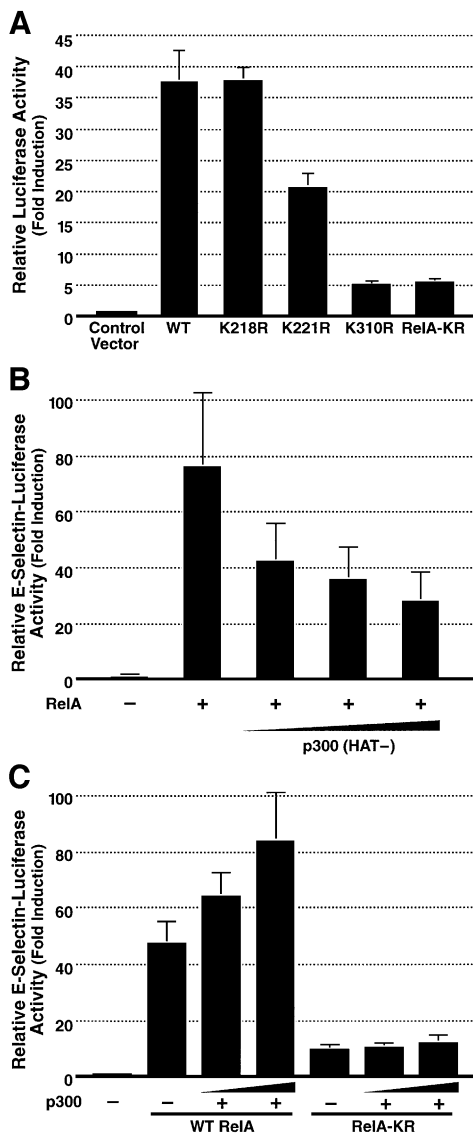 A
Relative Luciferase Activity
(Fold Induction)
45
40
35
30
25
20
15
10
5
0
Control
Vector
WT
K218R
K221R
K310R
RelA-KR
B
Relative E-Selectin-Luciferase
Activity (Fold Induction)
100
80
60
40
20
0
RelA
– + + + +
p300 (HAT–)
C
Relative E-Selectin-Luciferase
Activity (Fold Induction)
100
80
60
40
20
0
p300
– – + + – + +
WT RelA
RelA-KR